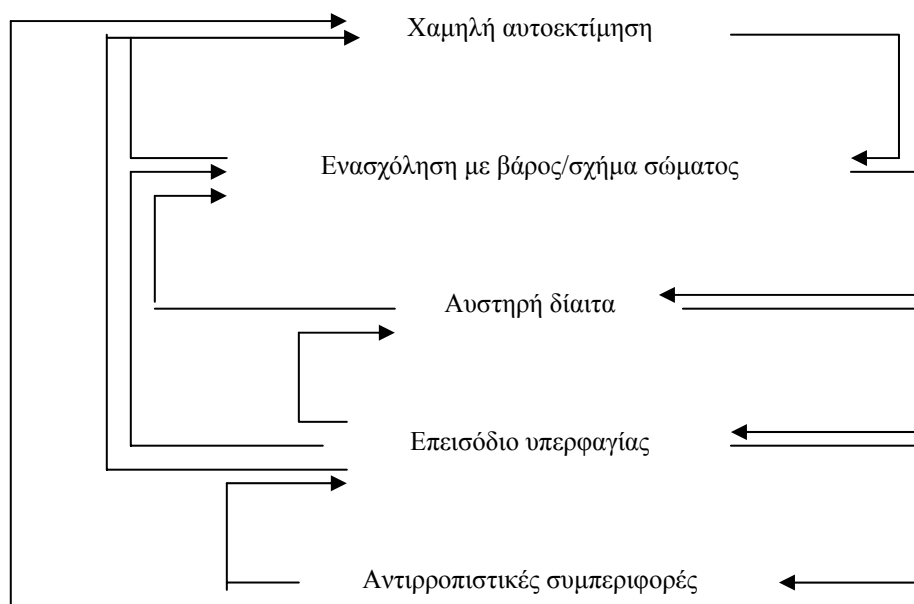 Χαμηλή αυτοεκτίμηση
Ενασχόληση με βάρος/σχήμα σώματος
Αυστηρή δίαιτα
Επεισόδιο υπερφαγίας
Αντιρροπιστικές συμπεριφορές